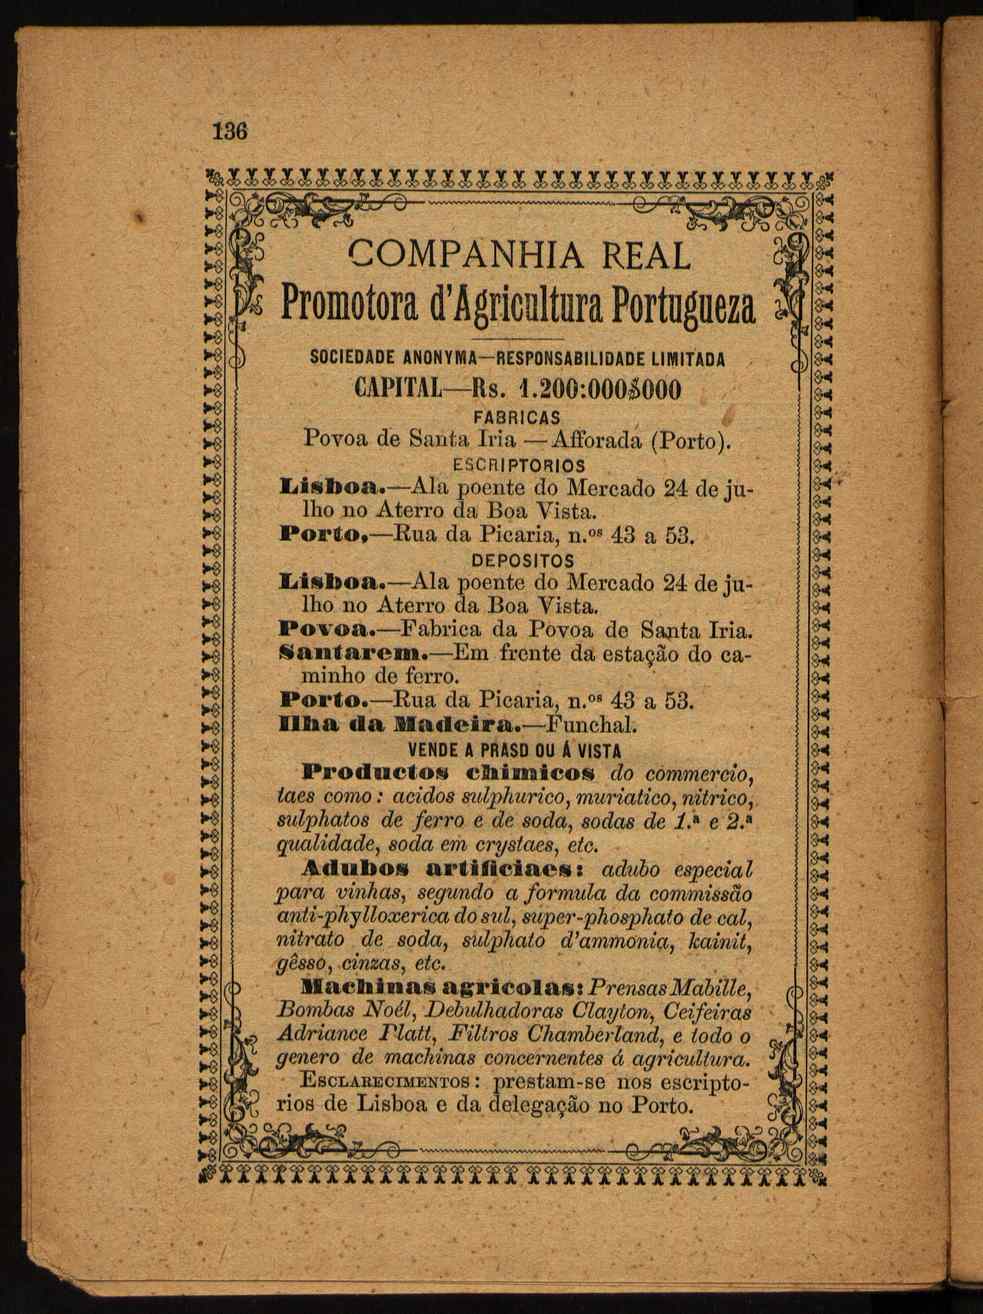 136
COMPANHIA REAL
Promotora d'Agricultura Portugueza
SOCIEDADE ANONYMA—RESPONSABILIDADE LIMITADA
CAPITAL—Rs. 1.200:000$000
FABRICAS
Povoa de Santa Iria — Afforada (Porto).
ESCRIPTORIOS
Lisboa.—Ala poente do Mercado 24 de ju-
lho no Aterro da Boa Vista.
Porto,—Rua da Picaria, n.os 43 a 53.
DEPOSITOS
Lisboa.—Ala poente do Mercado 24 de ju-
lho no Aterro da Boa Vista.
Povoa.—Fabrica da Povoa de Santa Iria.
Santarem.—Em frente da estação do ca-
minho de ferro.
Porto.—Rua da Picaria, n.os 43 a 53.
Ilha da Madeira.—Funchal.
VENDE A PRASO OU Á VISTA
Productos chimicos do commercio,
taes como: acidos sulphurico, muriatico, nitrico,
sulphatos de ferro e de soda, sodas de 1.ª e 2.ª
qualidade, soda em crystaes, etc.
Adubos artificiaes: adubo especial
para vinhas, segundo a formula da commissão
anti-phylloxerica do sul, super-phosphato de cal,
nitrato de soda, sulphato d'ammonia, kainit,
gêsso, cinzas, etc.
Machinas agricolas: Prensas Mabille,
Bombas Noél, Debulhadoras Clayton, Ceifeiras
Adriance Platt, Filtros Chamberland, e todo o
genero de machinas concernentes á agricultura.
ESCLARECIMENTOS: prestam-se nos escripto-
rios de Lisboa e da delegação no Porto.